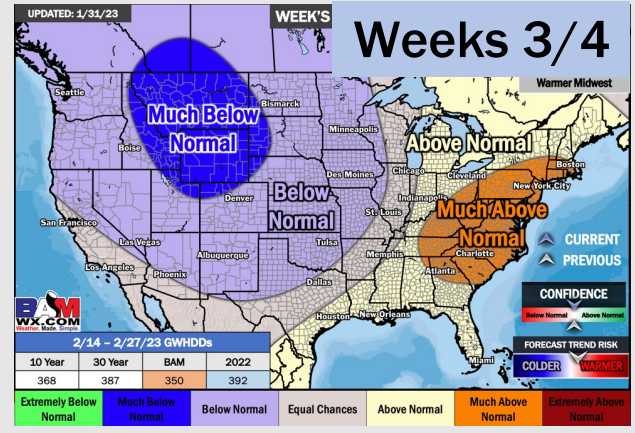 UPDATED: 1/31/23
WEEK'S
Weeks 3/4
Warmer Midwest
Seattle
Bismarck
Much Below
Normal
Minneapolis
Above Normal
Boise
Boston
Chicago
Cleveland
Des Moines
New York City
Denver
Below
Normal
Indianapolis
Much Above
Normal
St. Louis
San Francisco
Las Vegas
Tulsa
CURRENT
Albuquerque
Memphis
Charlotte
PREVIOUS
Los Angeles
Phoenix
Atlanta
Dallas
CONFIDENCE
BAM
WX.COM
Weather. Made. Simple.
Below Normal Above Normal
Houston
New Orleans
2/14 – 2/27/23 GWHDDs
FORECAST TREND RISK
10 Year 30 Year BAM 2022
Miami
COLDER WARMER
368 387 350 392
Extremely Below Normal
Much Below Normal
Below Normal
Equal Chances
Above Normal
Much Above Normal
Extremely Above Normal